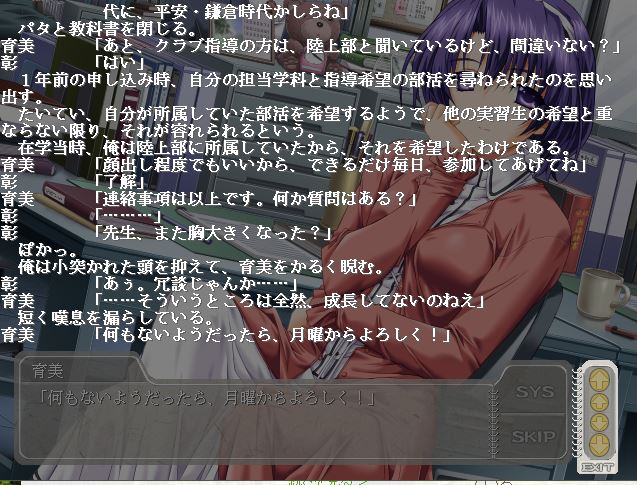 代に、平安・鎌倉時代かしらね」
パタと教科書を閉じる。
育美　「あと、クラブ指導の方は、陸上部と聞いているけど、間違いない？」
彰　「はい」
１年前の申し込み時、自分の担当学科と指導希望の部活を尋ねられたのを思い
出す。
たいてい、自分が所属していた部活を希望するようで、他の実習生の希望と重
ならない限り、それが容れられるという。
在学当時、俺は陸上部に所属していたから、それを希望したわけである。
育美　「顔出し程度でもいいから、できるだけ毎日、参加してあげてね」
彰　「了解」
育美　「連絡事項は以上です。何か質問はある？」
彰　「………」
彰　「先生、また胸大きくなった？」
ぽかっ。
俺は小突かれた頭を抑えて、育美をかるく睨む。
彰　「あぅ。冗談じゃんか……」
育美　「……そういうところは全然、成長してないのねえ」
短く嘆息を漏らしている。
育美　「何もないようだったら、月曜からよろしく！」
育美
「何もないようだったら、月曜からよろしく！」
SYS
SKIP
EXIT